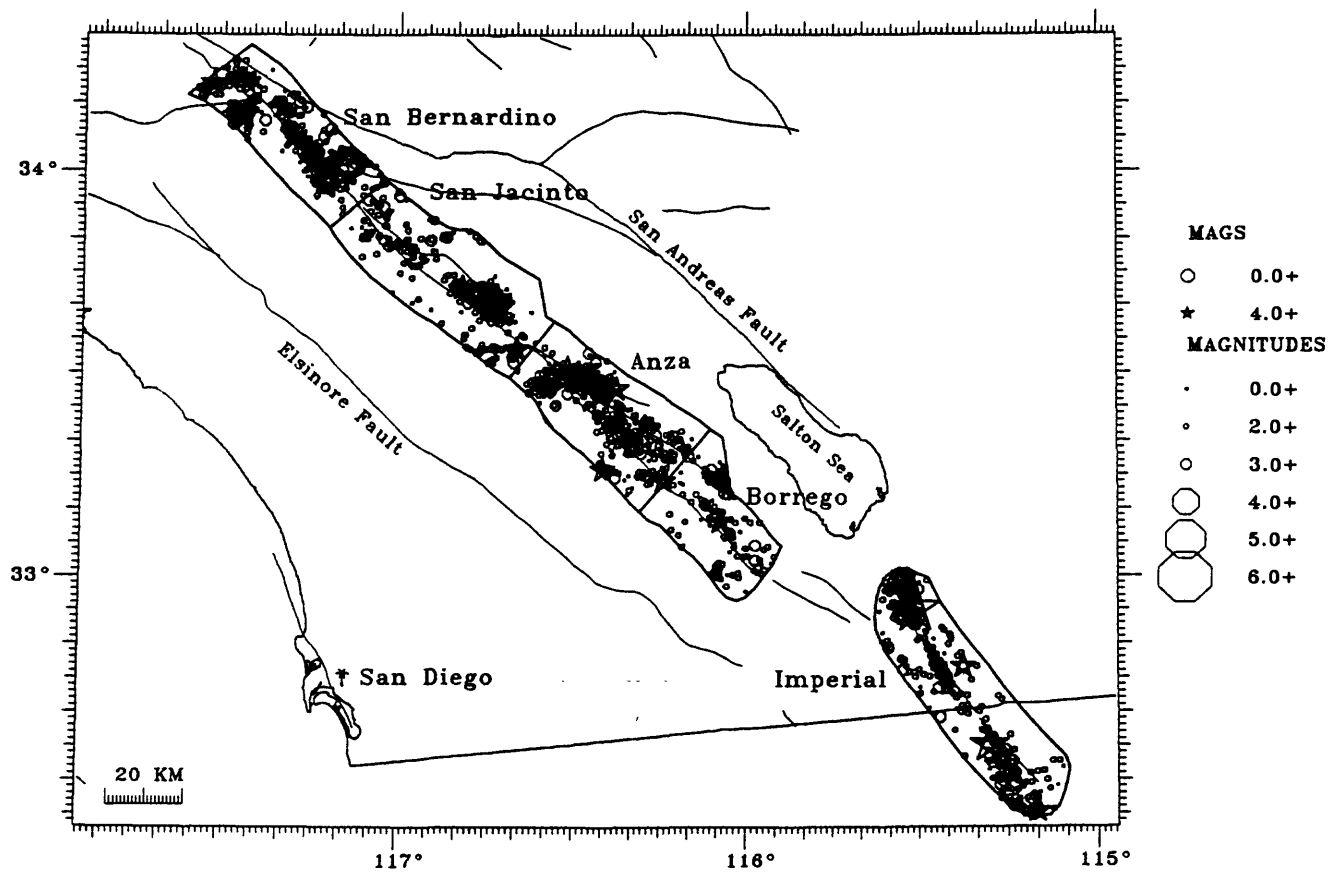 San Bernardino
34°
San Jacinto
San Andreas Fault
MAGS
0.0+
4.0+
MAGNITUDES
0.0+
2.0+
3.0+
4.0+
5.0+
6.0+
Elsinore Fault
Anza
Salton Sea
Borrego
33°
San Diego
Imperial
20 KM
117°
116°
115°